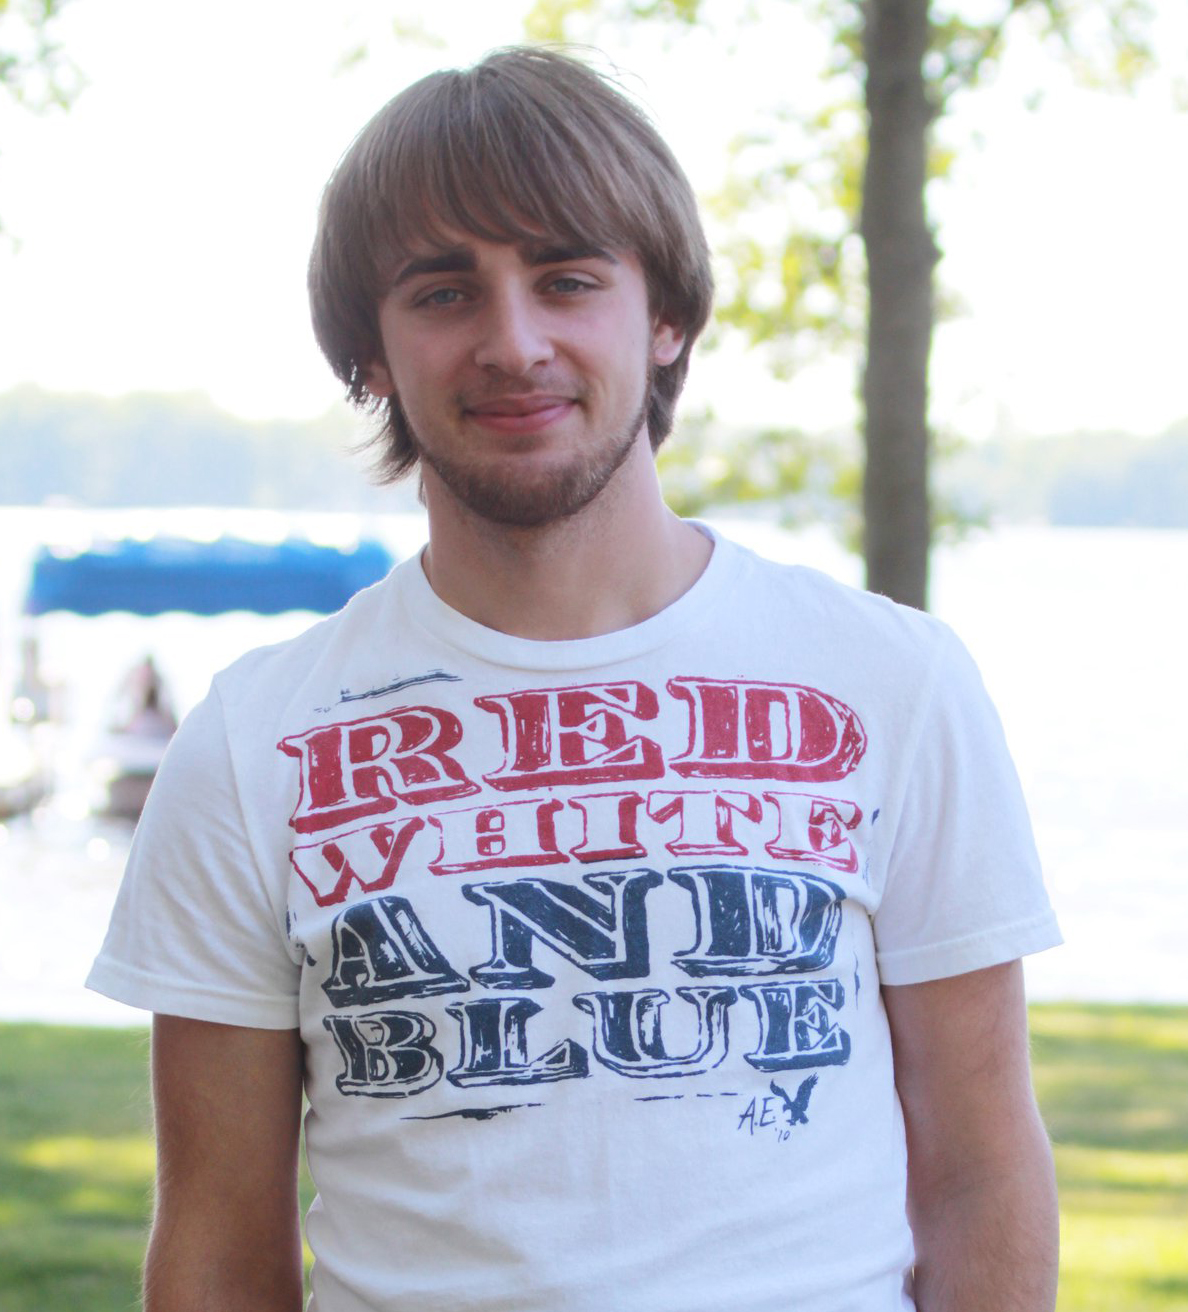 RED
WHITE
AND
BLUE
A.E.
'10